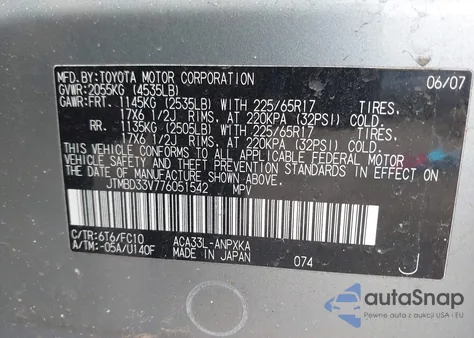 MFD.BY:TOYOTA MOTOR CORPORATION 06/07
GVWR:2055KG (4535LB)
GAWR:FRT. 1145KG (2535LB) WITH 225/65R17 TIRES,
17X6 1/2J RIMS, AT 220KPA (32PSI) COLD.
RR. 1135KG (2505LB) WITH 225/65R17 TIRES,
17X6 1/2J RIMS, AT 220KPA (32PSI) COLD.
THIS VEHICLE CONFORMS TO ALL APPLICABLE FEDERAL MOTOR
VEHICLE SAFETY STANDARDS IN EFFECT ON
THE DATE OF MANUFACTURE SHOWN ABOVE.
JTMBD33V776051542 MPV
C/TR:6T6/FC10 ACA33L-ANPXKA
A/TM:-05A/U140F MADE IN JAPAN 074 J
autoSnap
Pewne auto z USA i Kanady